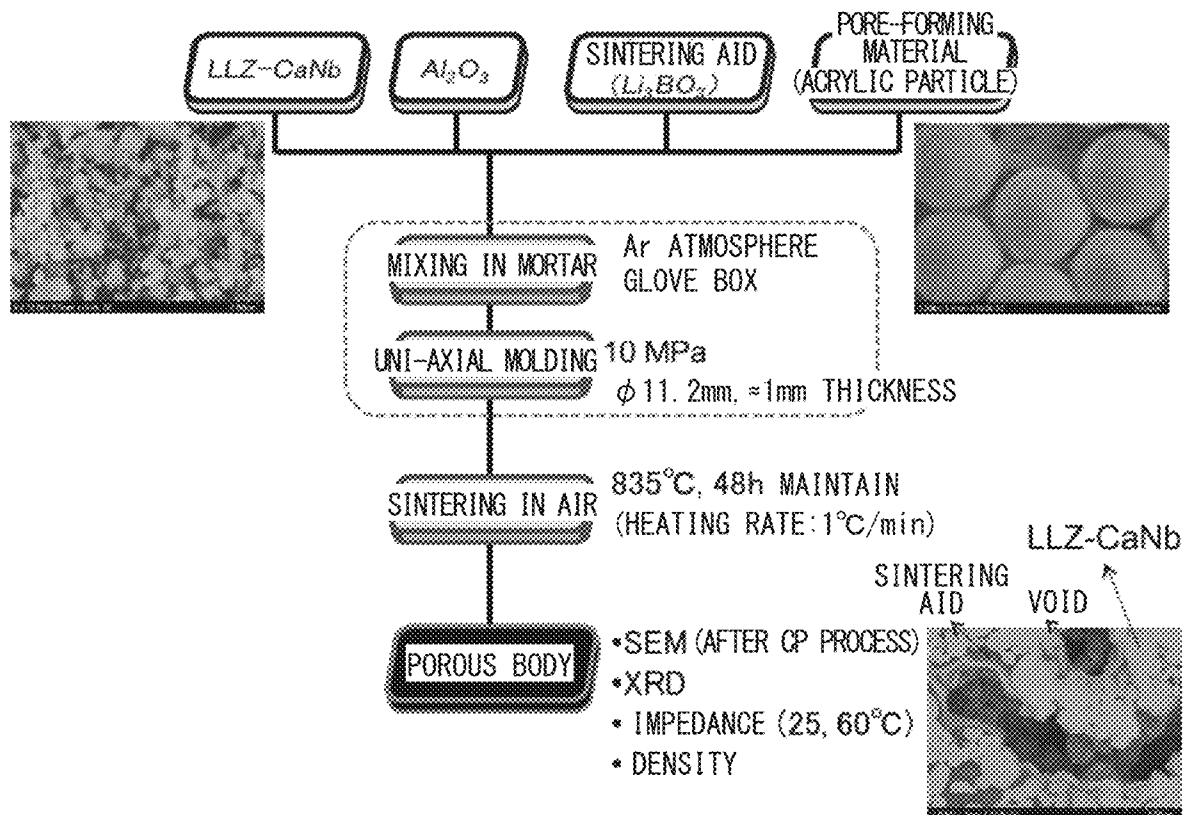 LLZ-CaNb
Al₂O₃
SINTERING AID
(Li₃BO₃)
PORE-FORMING
MATERIAL
(ACRYLIC PARTICLE)
MIXING IN MORTAR
Ar ATMOSPHERE
GLOVE BOX
UNI-AXIAL MOLDING
10 MPa
φ11.2mm, ≈1mm THICKNESS
SINTERING IN AIR
835°C, 48h MAINTAIN
(HEATING RATE:1℃/min)
LLZ-CaNb
SINTERING
AID
VOID
POROUS BODY
•SEM (AFTER CP PROCESS)
•XRD
• IMPEDANCE (25, 60°C)
• DENSITY